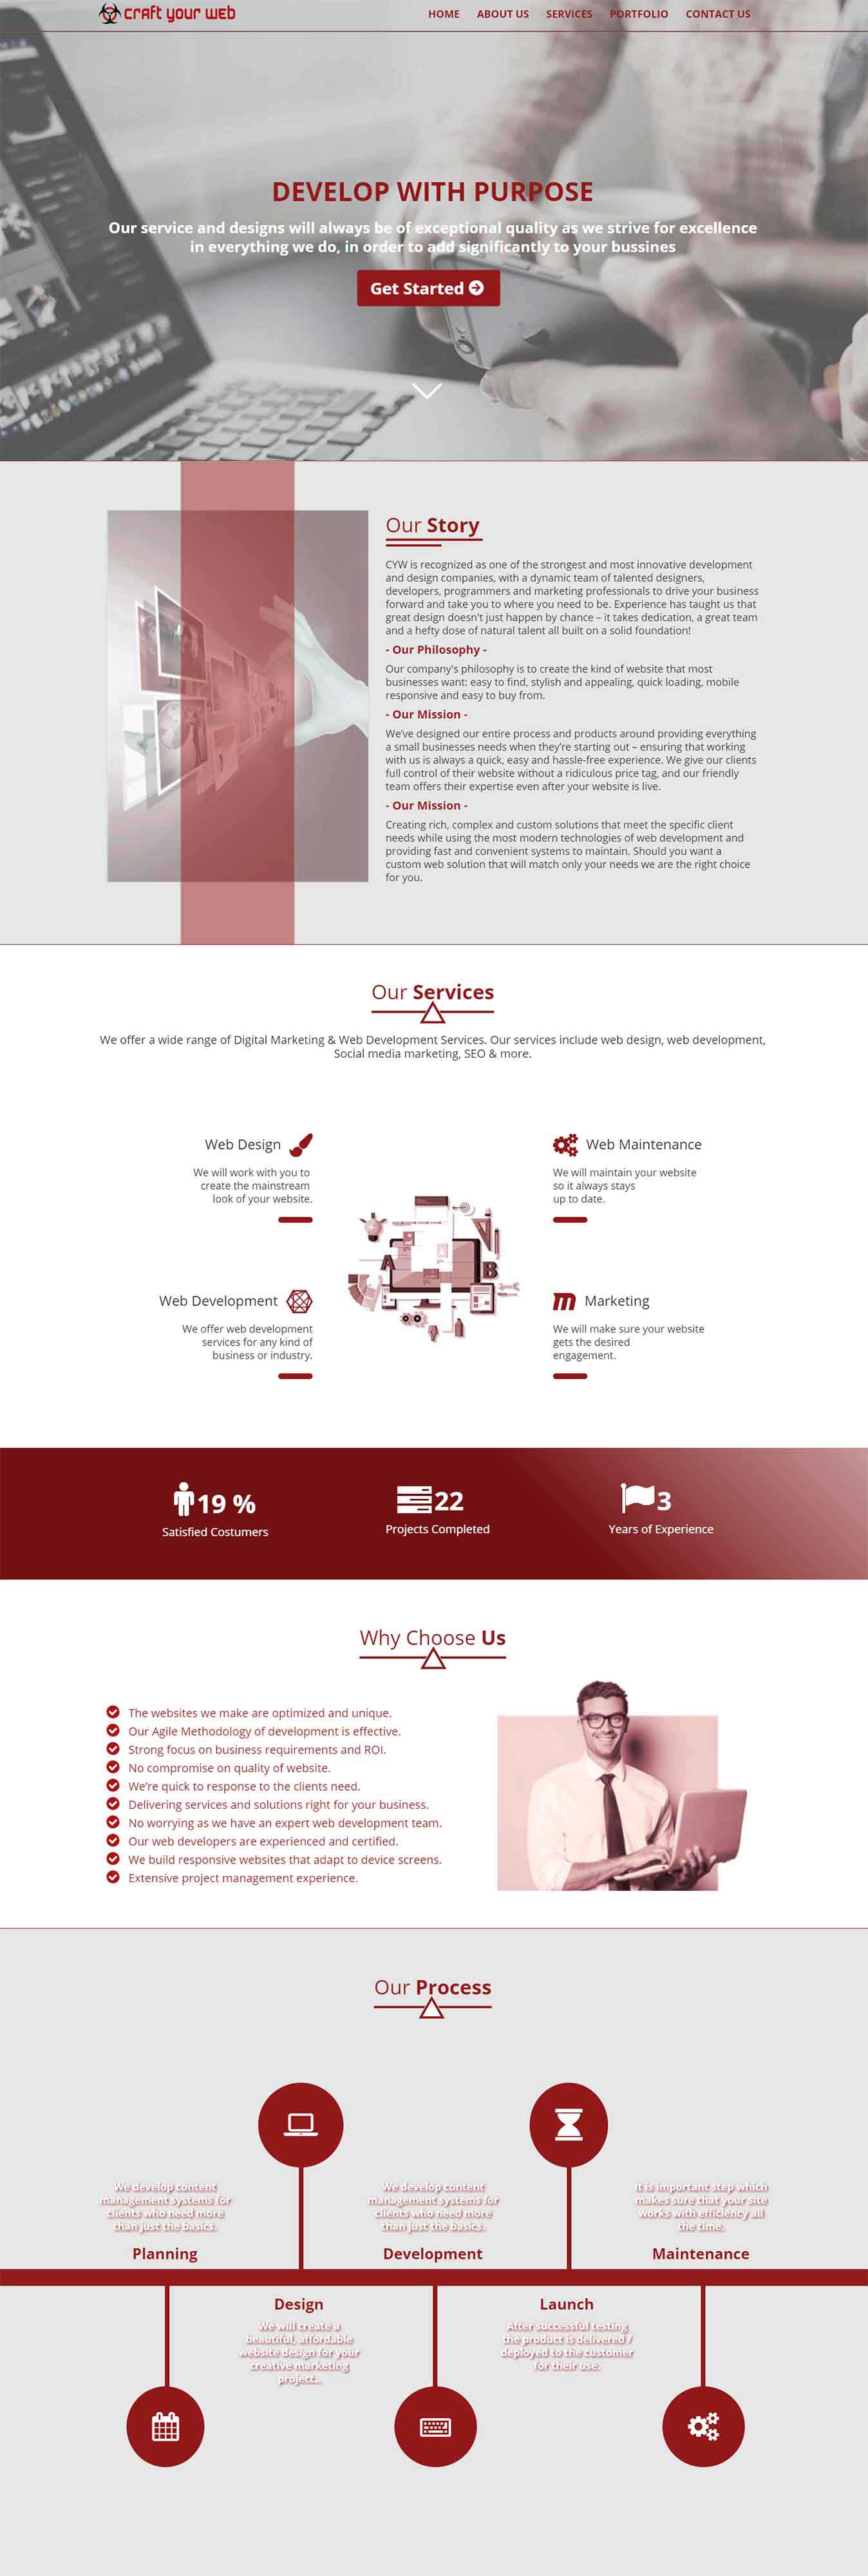 craft your web
HOME ABOUT US SERVICES PORTFOLIO CONTACT US
DEVELOP WITH PURPOSE
Our service and designs will always be of exceptional quality as we strive for excellence
in everything we do, in order to add significantly to your bussines
Get Started
Our Story
CYW is recognized as one of the strongest and most innovative development
and design companies, with a dynamic team of talented designers,
developers, programmers and marketing professionals to drive your business
forward and take you to where you need to be. Experience has taught us that
great design doesn't just happen by chance – it takes dedication, a great team
and a hefty dose of natural talent all built on a solid foundation!
- Our Philosophy -
Our company's philosophy is to create the kind of website that most
businesses want: easy to find, stylish and appealing, quick loading, mobile
responsive and easy to buy from.
- Our Mission -
We've designed our entire process and products around providing everything
a small businesses needs when they're starting out – ensuring that working
with us is always a quick, easy and hassle-free experience. We give our clients
full control of their website without a ridiculous price tag, and our friendly
team offers their expertise even after your website is live.
- Our Mission -
Creating rich, complex and custom solutions that meet the specific client
needs while using the most modern technologies of web development and
providing fast and convenient systems to maintain. Should you want a
custom web solution that will match only your needs we are the right choice
for you.
Our Services
We offer a wide range of Digital Marketing & Web Development Services. Our services include web design, web development,
Social media marketing, SEO & more.
Web Design
We will work with you to
create the mainstream
look of your website.
Web Maintenance
We will maintain your website
so it always stays
up to date.
A
B
Web Development
We offer web development
services for any kind of
business or industry.
m Marketing
We will make sure your website
gets the desired
engagement.
19 %
Satisfied Costumers
22
Projects Completed
3
Years of Experience
Why Choose Us
The websites we make are optimized and unique.
Our Agile Methodology of development is effective.
Strong focus on business requirements and ROI.
No compromise on quality of website.
We're quick to response to the clients need.
Delivering services and solutions right for your business.
No worrying as we have an expert web development team.
Our web developers are experienced and certified.
We build responsive websites that adapt to device screens.
Extensive project management experience.
Our Process
We develop content
management systems for
clients who need more
than just the basics.
Planning
We develop content
management systems for
clients who need more
than just the basics.
Development
It is important step which
makes sure that your site
works with efficiency all
the time.
Maintenance
Design
We will create a
beautiful, affordable
website design for your
creative marketing
project..
Launch
After successful testing
the product is delivered /
deployed to the customer
for their use.